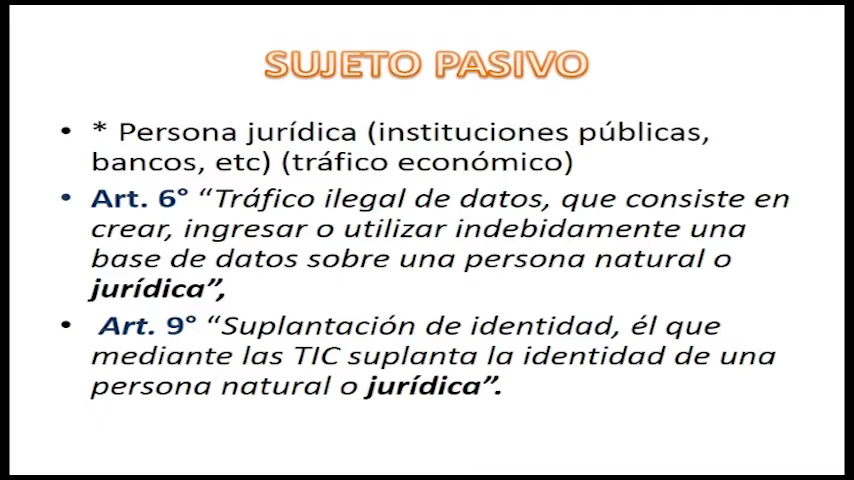 SUJETO PASIVO
• * Persona jurídica (instituciones públicas,
bancos, etc) (tráfico económico)
• Art. 6° “Tráfico ilegal de datos, que consiste en
crear, ingresar o utilizar indebidamente una
base de datos sobre una persona natural o
jurídica”,
• Art. 9° “Suplantación de identidad, él que
mediante las TIC suplanta la identidad de una
persona natural o jurídica”.